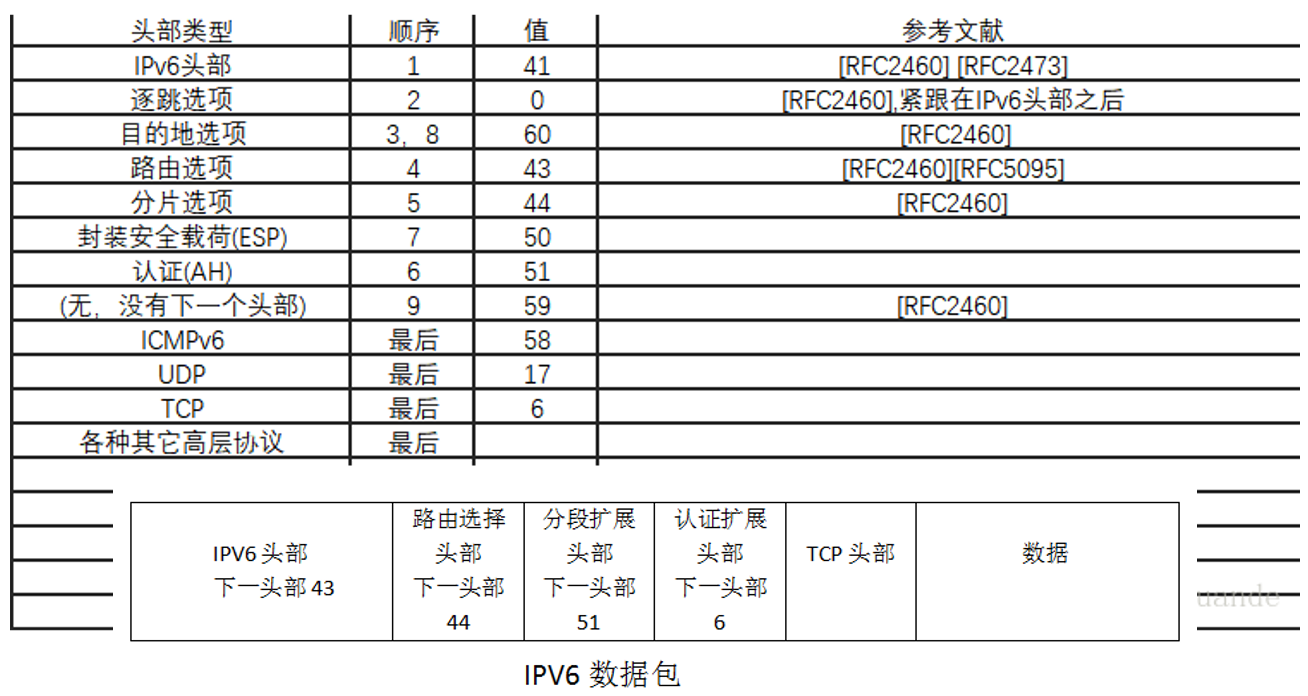 头部类型 顺序 值 参考文献
IPv6头部 1 41 [RFC2460] [RFC2473]
逐跳选项 2 0 [RFC2460],紧跟在IPv6头部之后
目的地选项 3，8 60 [RFC2460]
路由选项 4 43 [RFC2460][RFC5095]
分片选项 5 44 [RFC2460]
封装安全载荷(ESP) 7 50
认证(AH) 6 51
(无，没有下一个头部) 9 59 [RFC2460]
ICMPv6 最后 58
UDP 最后 17
TCP 最后 6
各种其它高层协议 最后
IPV6 头部
下一头部 43
路由选择
头部
下一头部
44
分段扩展
头部
下一头部
51
认证扩展
头部
下一头部
6
TCP 头部
数据
uande
IPV6 数据包